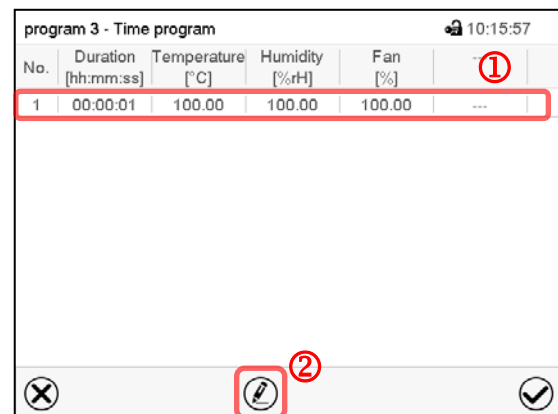 program 3 - Time program 10:15:57
No. Duration [hh:mm:ss] Temperature [°C] Humidity [%rH] Fan [%] ---
①
1 00:00:01 100.00 100.00 100.00 ---
②